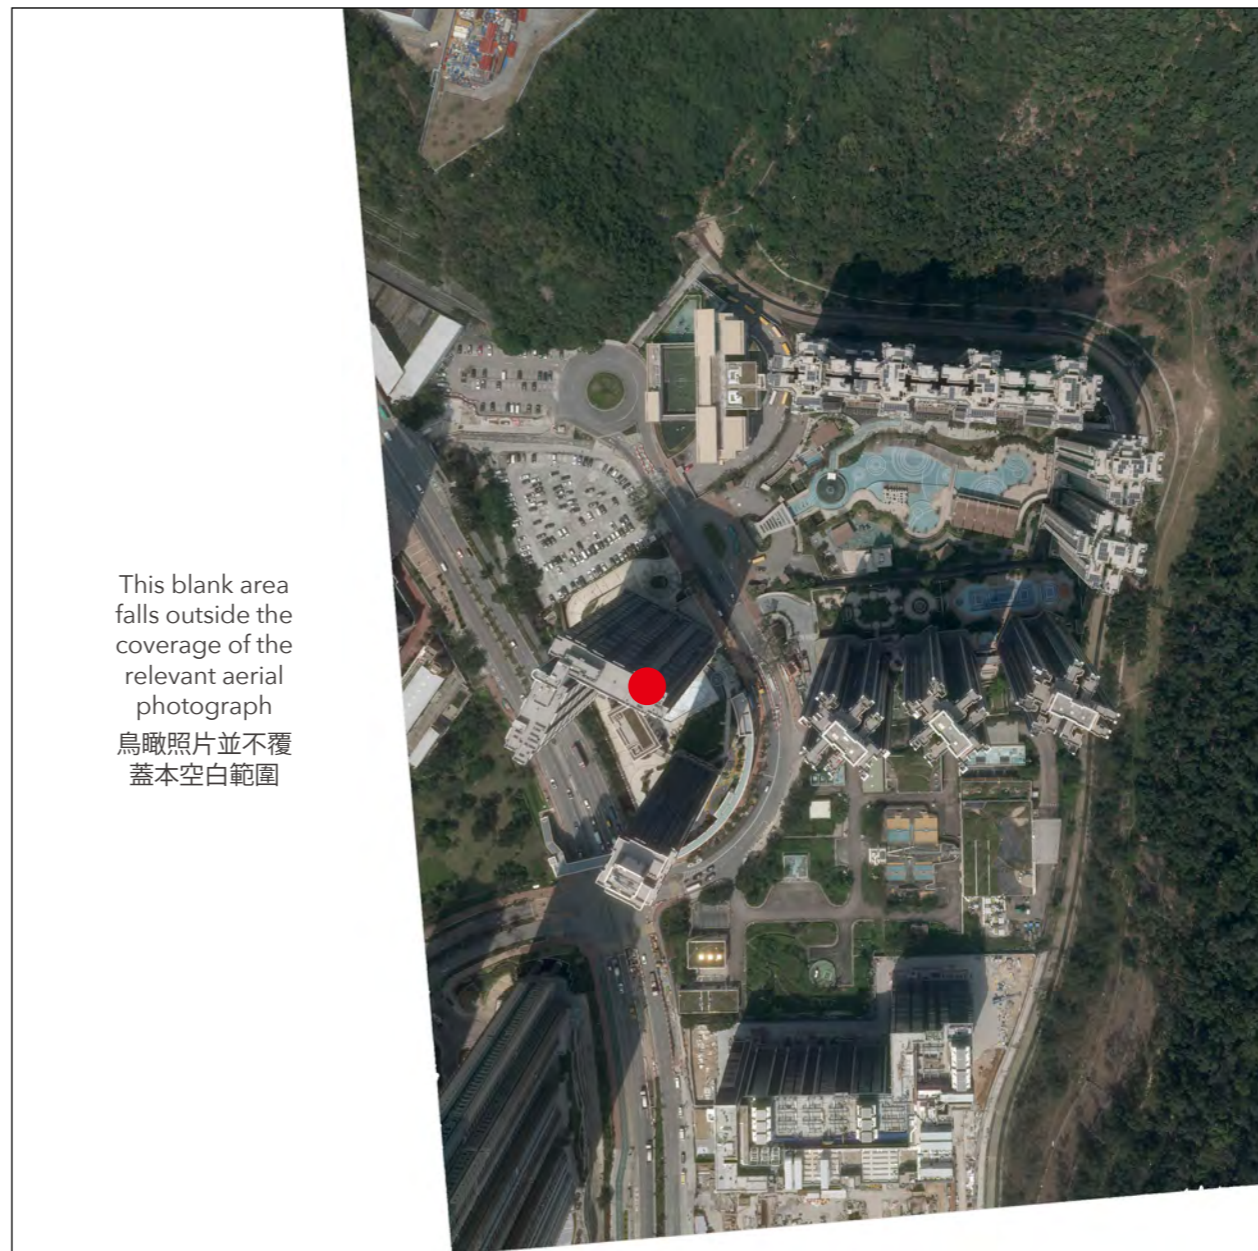 This blank area
falls outside the
coverage of the
relevant aerial
photograph
鳥瞰照片並不覆
蓋本空白範圍